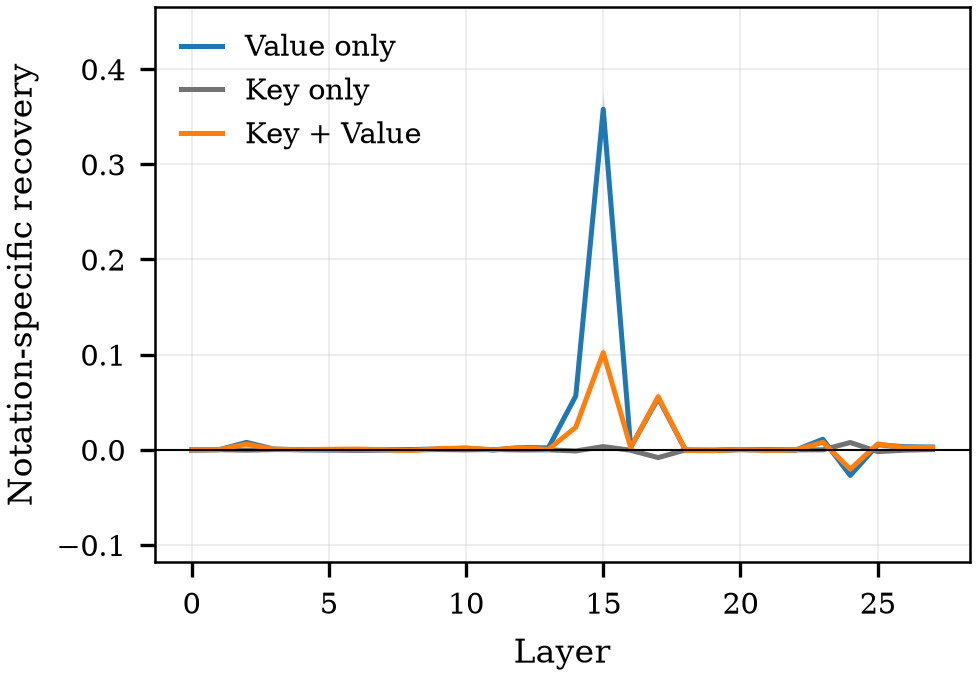 Notation-specific recovery
0.4
0.3
0.2
0.1
0.0
−0.1
Value only
Key only
Key + Value
0 5 10 15 20 25
Layer